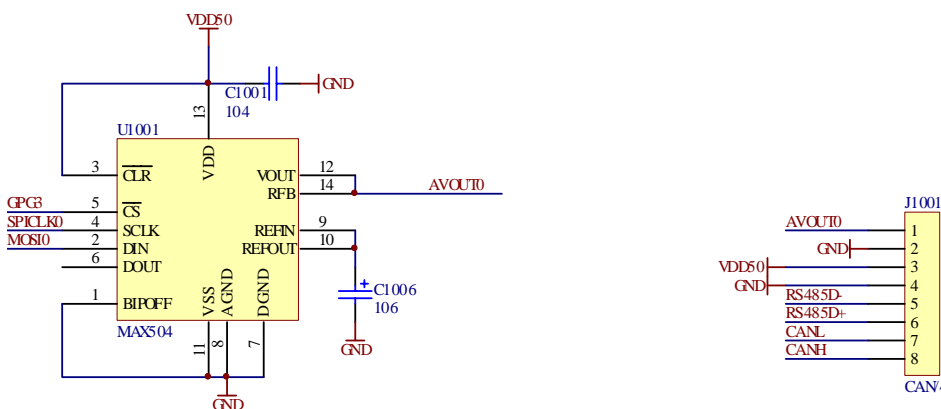 VDD50
C1001
104
GND
13
U1001
VDD
3 CLR
VOUT 12
RFB 14
AVOUT0
GPG3 5 CS
SPICLK0 4 SCLK
MOSI0 2 DIN
6 DOUT
REFIN 9
REFOUT 10
1 BIPOFF
VSS
AGND
DGND
C1006
106
GND
MAX504
11
8
7
GND
J1001
AVOUT0 1
GND 2
VDD50 3
GND 4
RS485D- 5
RS485D+ 6
CANL 7
CANH 8